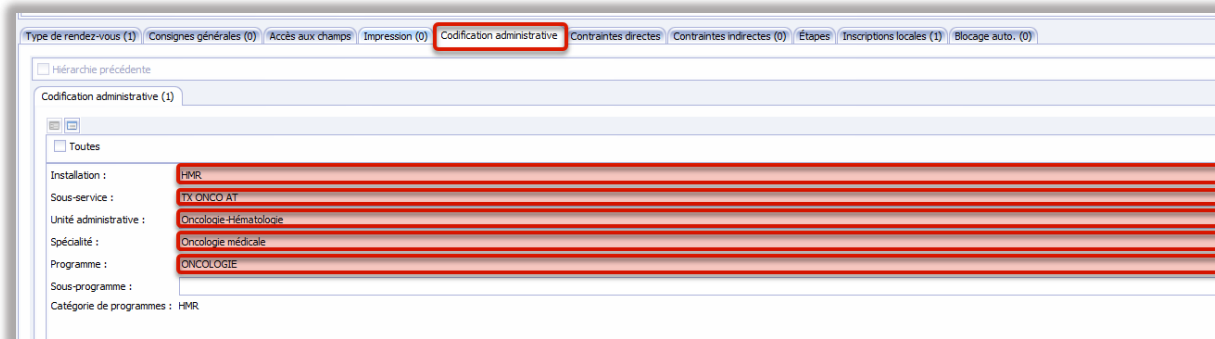 Type de rendez-vous (1) Consignes générales (0) Accès aux champs Impression (0) Codification administrative Contraintes directes Contraintes indirectes (0) Étapes Inscriptions locales (1) Blocage auto. (0)
Hiérarchie précédente
Codification administrative (1)
Toutes
Installation : HMR
Sous-service : TX ONCO AT
Unité administrative : Oncologie-Hématologie
Spécialité : Oncologie médicale
Programme : ONCOLOGIE
Sous-programme :
Catégorie de programmes : HMR